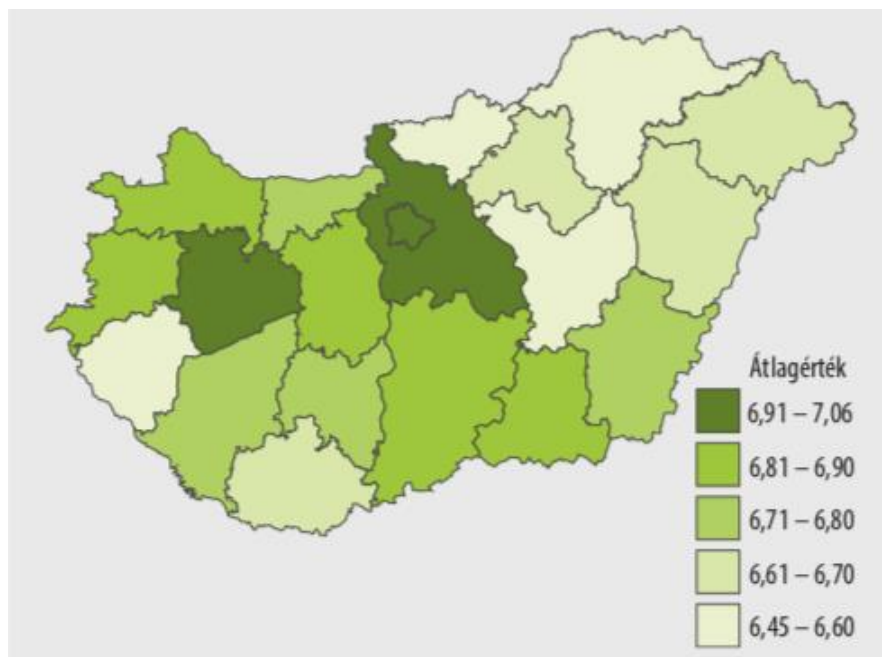 Átlagérték
6,91 – 7,06
6,81 – 6,90
6,71 – 6,80
6,61 – 6,70
6,45 – 6,60